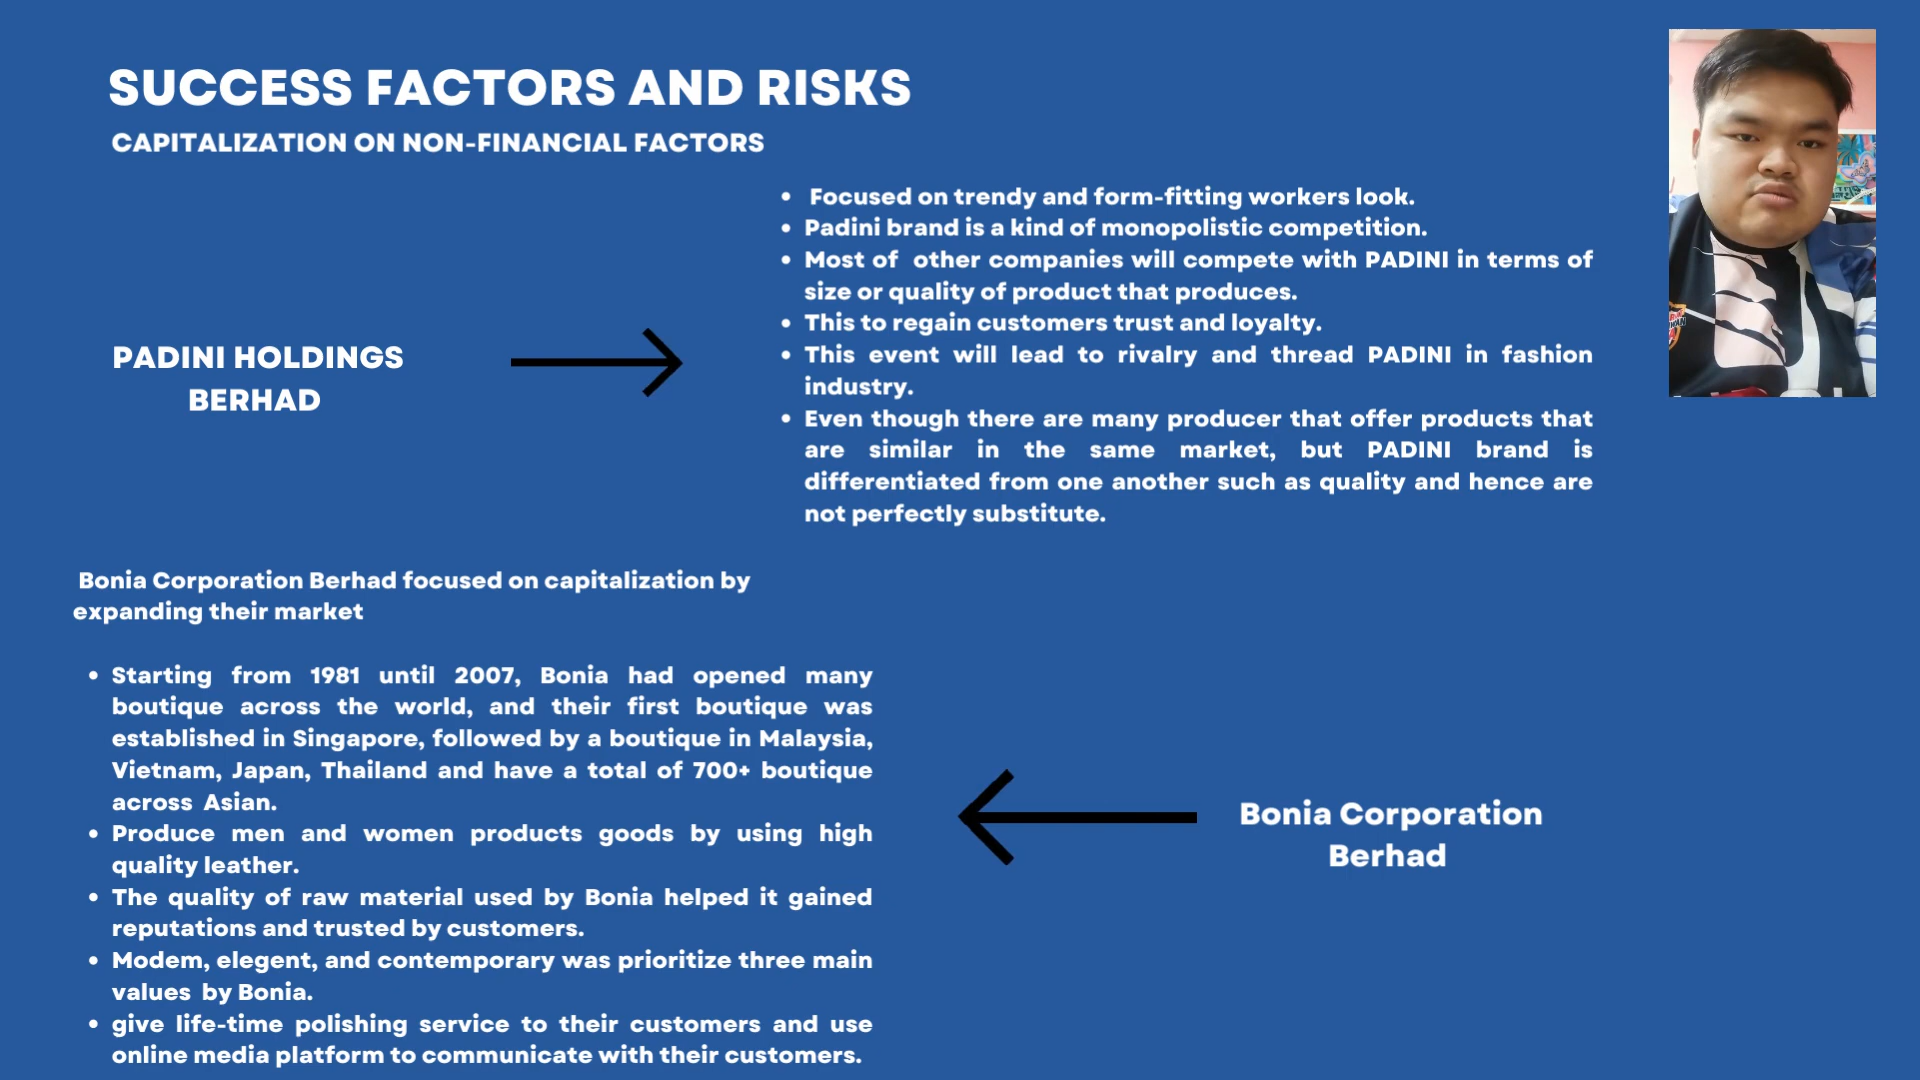 SUCCESS FACTORS AND RISKS
CAPITALIZATION ON NON-FINANCIAL FACTORS
PADINI HOLDINGS
BERHAD
• Focused on trendy and form-fitting workers look.
• Padini brand is a kind of monopolistic competition.
• Most of other companies will compete with PADINI in terms of
size or quality of product that produces.
• This to regain customers trust and loyalty.
• This event will lead to rivalry and thread PADINI in fashion
industry.
• Even though there are many producer that offer products that
are similar in the same market, but PADINI brand is
differentiated from one another such as quality and hence are
not perfectly substitute.
Bonia Corporation Berhad focused on capitalization by
expanding their market
• Starting from 1981 until 2007, Bonia had opened many
boutique across the world, and their first boutique was
established in Singapore, followed by a boutique in Malaysia,
Vietnam, Japan, Thailand and have a total of 700+ boutique
across Asian.
• Produce men and women products goods by using high
quality leather.
• The quality of raw material used by Bonia helped it gained
reputations and trusted by customers.
• Modem, elegent, and contemporary was prioritize three main
values by Bonia.
• give life-time polishing service to their customers and use
online media platform to communicate with their customers.
Bonia Corporation
Berhad